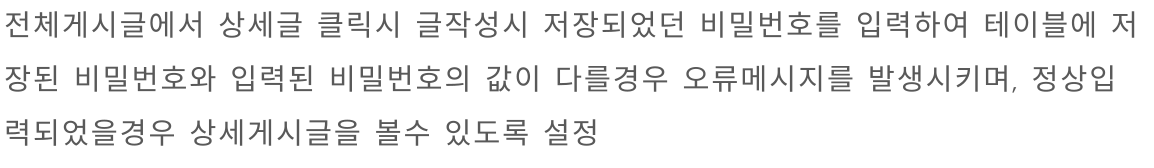 전체게시글에서 상세글 클릭시 글작성시 저장되었던 비밀번호를 입력하여 테이블에 저
장된 비밀번호와 입력된 비밀번호의 값이 다를경우 오류메시지를 발생시키며, 정상입
력되었을경우 상세게시글을 볼수 있도록 설정